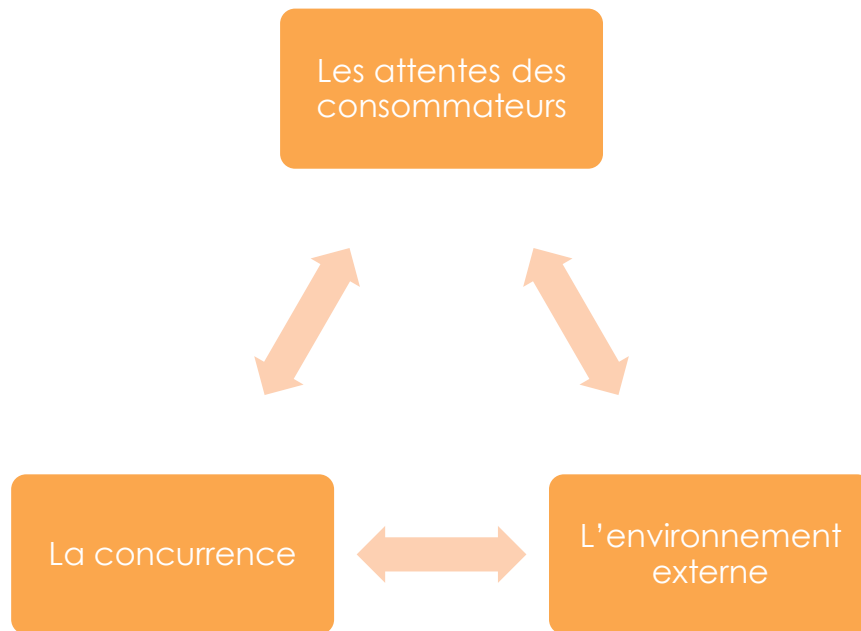 Les attentes des
consommateurs
La concurrence
L’environnement
externe